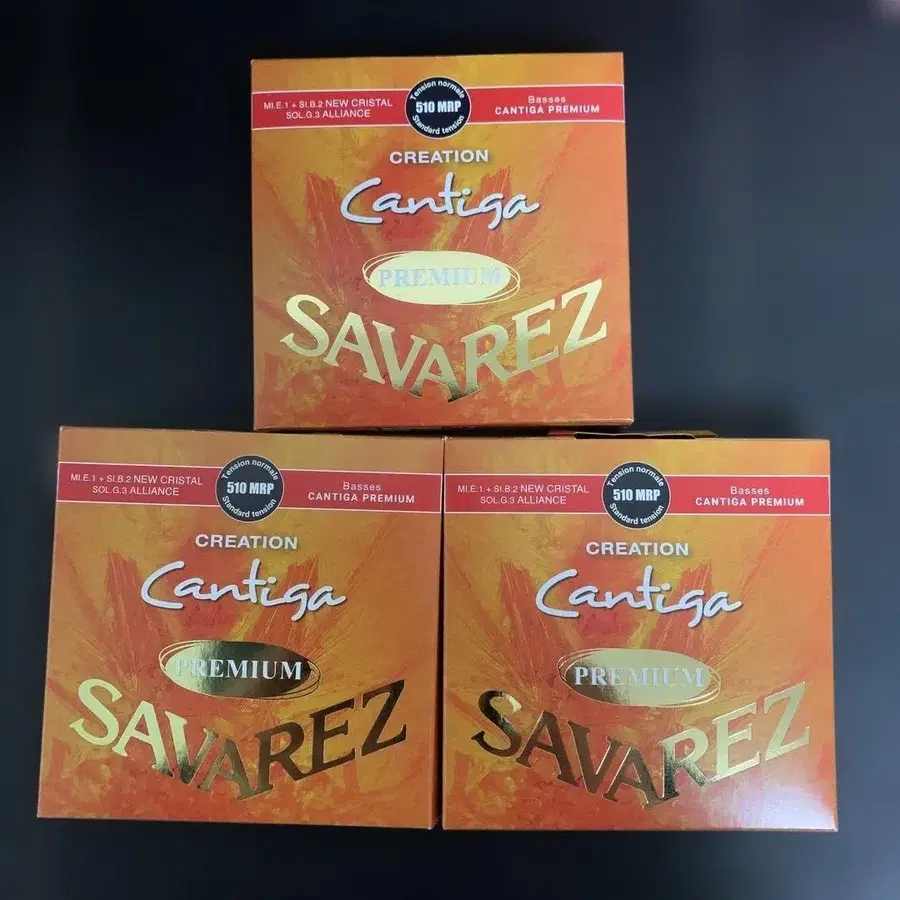 MI.E.1 + SI.B.2 NEW CRISTAL
SOL.G.3 ALLIANCE
Tension normale
510 MRP
Standard tension
Basses
CANTIGA PREMIUM
CREATION
Cantiga
PREMIUM
SAVAREZ
MI.E.1 + SI.B.2 NEW CRISTAL
SOL.G.3 ALLIANCE
Tension normale
510 MRP
Standard tension
Basses
CANTIGA PREMIUM
CREATION
Cantiga
PREMIUM
SAVAREZ
MI.E.1 + SI.B.2 NEW CRISTAL
SOL.G.3 ALLIANCE
Tension normale
510 MRP
Standard tension
Basses
CANTIGA PREMIUM
CREATION
Cantiga
PREMIUM
SAVAREZ